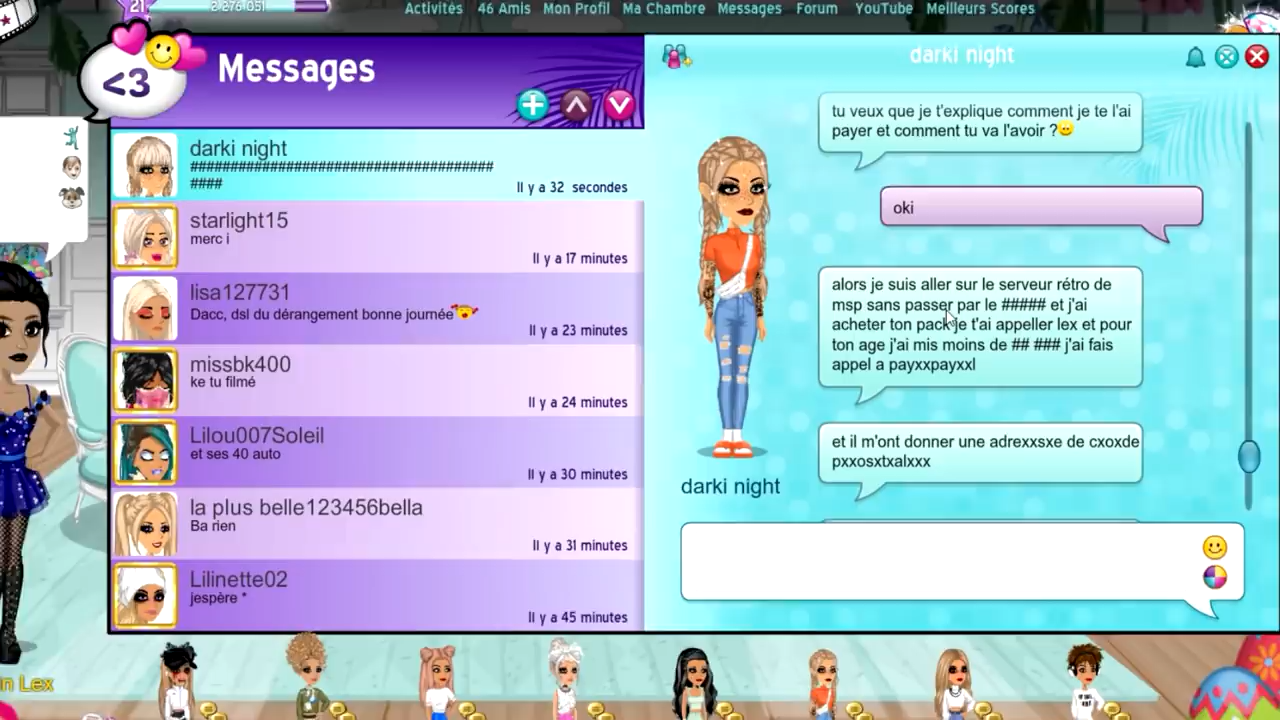 21
2 276 051
Activités 46 Amis Mon Profil Ma Chambre Messages Forum YouTube Meilleurs Scores
<3
Messages
darki night
######################################
####
Il y a 32 secondes
starlight15
merc i
Il y a 17 minutes
lisa127731
Dacc, dsl du dérangement bonne journée
Il y a 23 minutes
missbk400
ke tu filmé
Il y a 24 minutes
Lilou007Soleil
et ses 40 auto
Il y a 30 minutes
la plus belle123456bella
Ba rien
Il y a 31 minutes
Lilinette02
jespère *
Il y a 45 minutes
darki night
tu veux que je t'explique comment je te l'ai
payer et comment tu va l'avoir ?
oki
alors je suis aller sur le serveur rétro de
msp sans passer par le ##### et j'ai
acheter ton pack je t'ai appeller lex et pour
ton age j'ai mis moins de ## ### j'ai fais
appel a payxxpayxxl
et il m'ont donner une adrexxsxe de cxoxde
pxxosxtxalxxx
darki night
in Lex